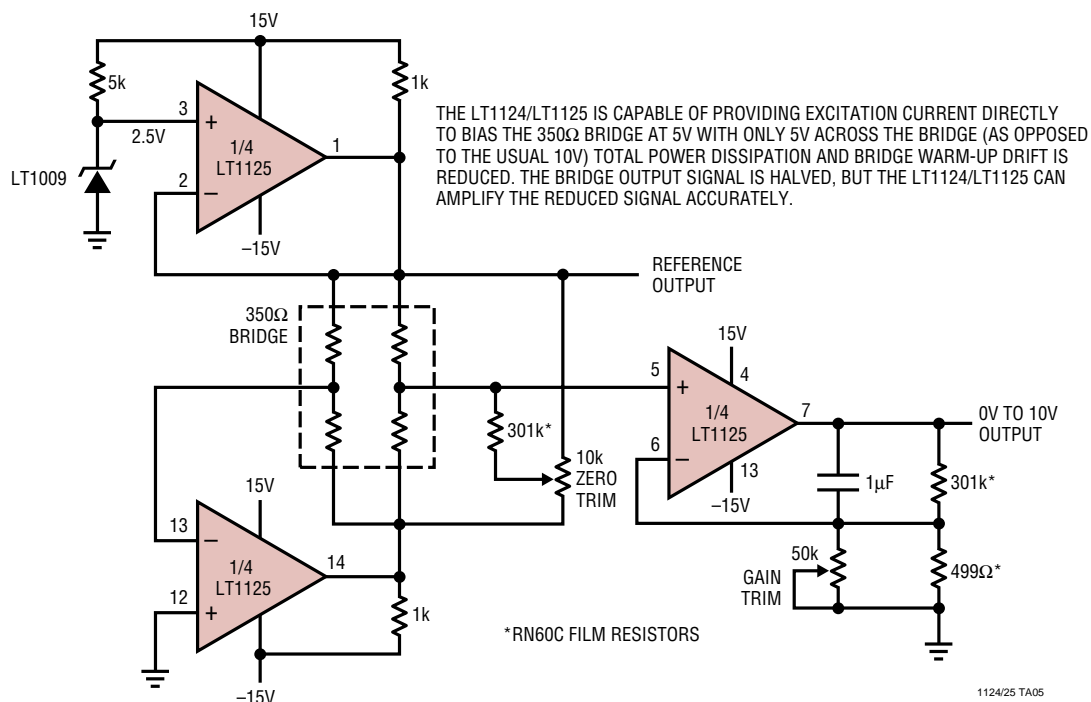 15V
5k
1k
3
+
2.5V
1/4
LT1125
1
LT1009
2
–
–15V
THE LT1124/LT1125 IS CAPABLE OF PROVIDING EXCITATION CURRENT DIRECTLY
TO BIAS THE 350Ω BRIDGE AT 5V WITH ONLY 5V ACROSS THE BRIDGE (AS OPPOSED
TO THE USUAL 10V) TOTAL POWER DISSIPATION AND BRIDGE WARM-UP DRIFT IS
REDUCED. THE BRIDGE OUTPUT SIGNAL IS HALVED, BUT THE LT1124/LT1125 CAN
AMPLIFY THE REDUCED SIGNAL ACCURATELY.
REFERENCE
OUTPUT
350Ω
BRIDGE
301k*
10k
ZERO
TRIM
15V
4
5
+
1/4
LT1125
7
6
–
13
–15V
0V TO 10V
OUTPUT
1µF
301k*
50k
GAIN
TRIM
499Ω*
15V
13
–
1/4
LT1125
14
12
+
1k
–15V
*RN60C FILM RESISTORS
1124/25 TA05